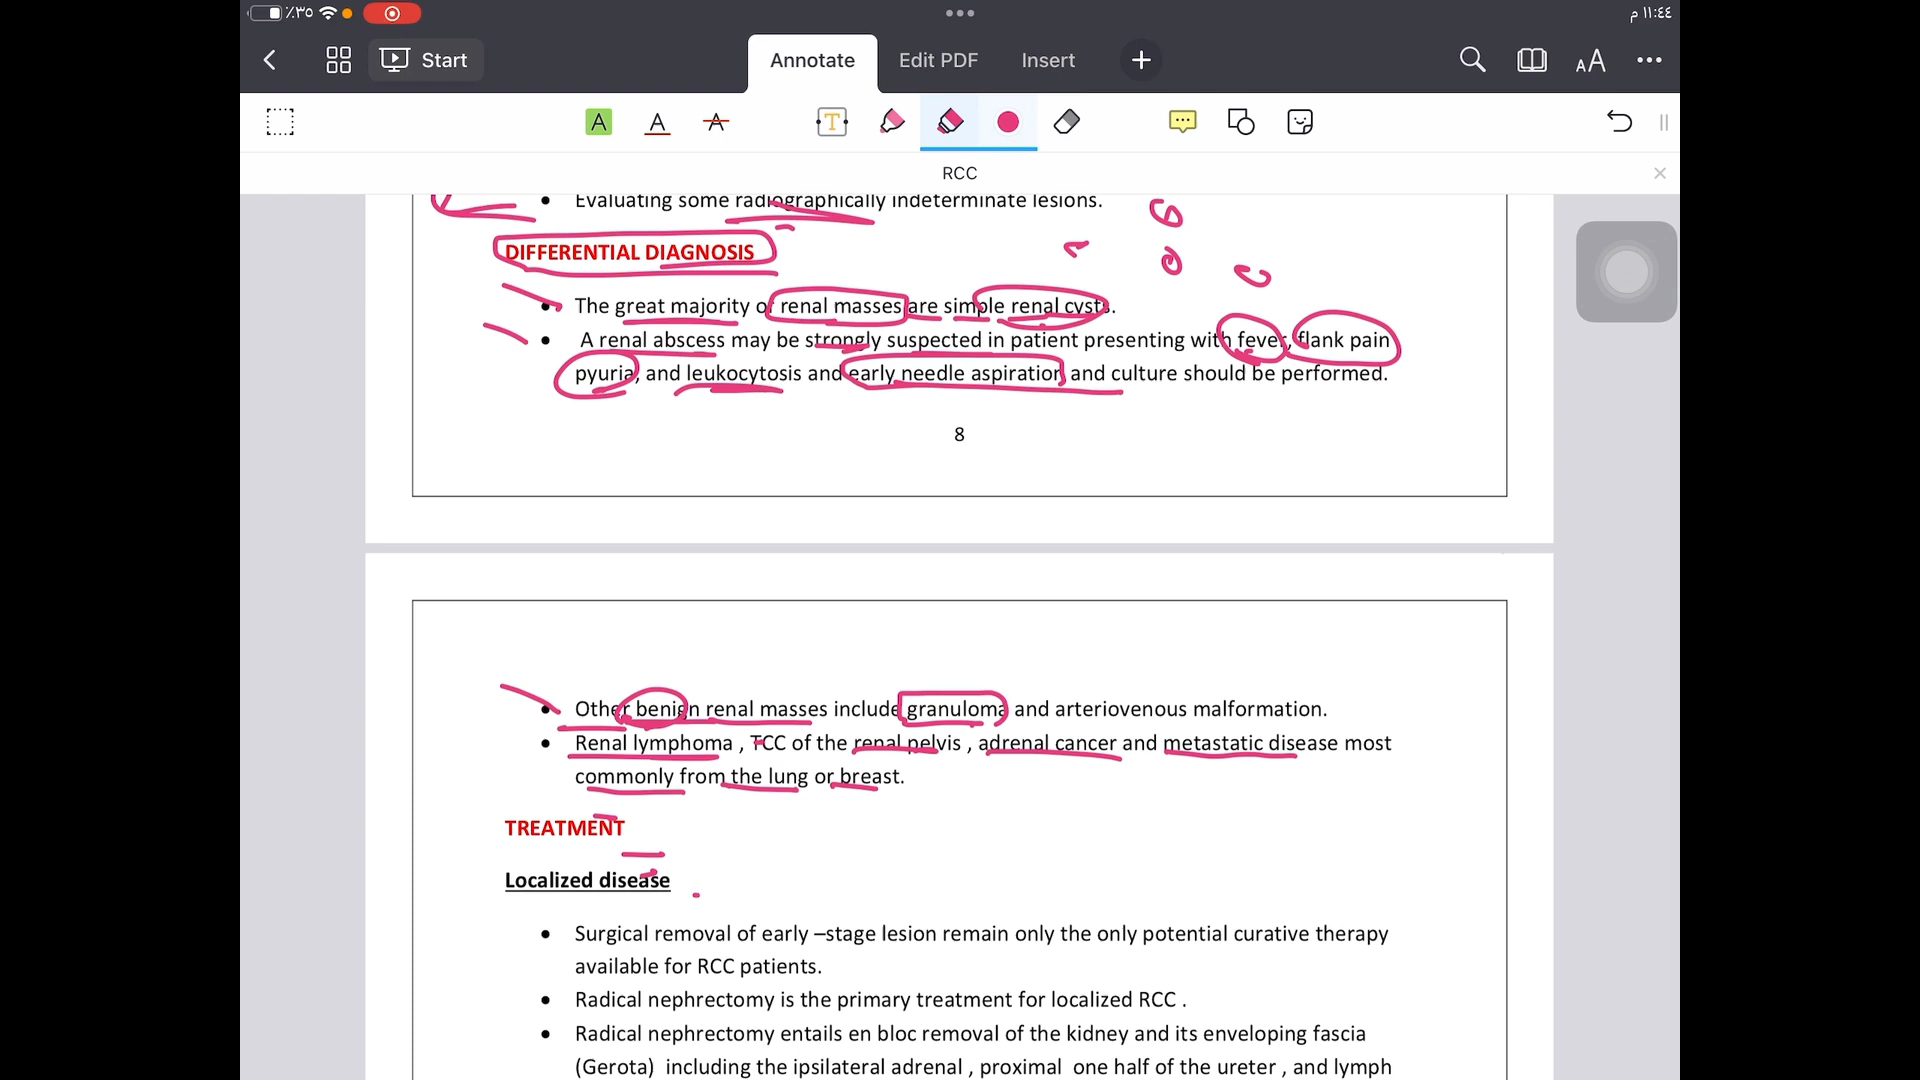 ٪٣٥
١١:٤٤ م
Start
Annotate
Edit PDF
Insert
RCC
• Evaluating some radiographically indeterminate lesions.
DIFFERENTIAL DIAGNOSIS
• The great majority of renal masses are simple renal cysts.
• A renal abscess may be strongly suspected in patient presenting with fever, flank pain
pyuria, and leukocytosis and early needle aspiration and culture should be performed.
8
• Other benign renal masses include granuloma and arteriovenous malformation.
• Renal lymphoma , TCC of the renal pelvis , adrenal cancer and metastatic disease most
commonly from the lung or breast.
TREATMENT
Localized disease
• Surgical removal of early –stage lesion remain only the only potential curative therapy
available for RCC patients.
• Radical nephrectomy is the primary treatment for localized RCC .
• Radical nephrectomy entails en bloc removal of the kidney and its enveloping fascia
(Gerota) including the ipsilateral adrenal , proximal one half of the ureter , and lymph